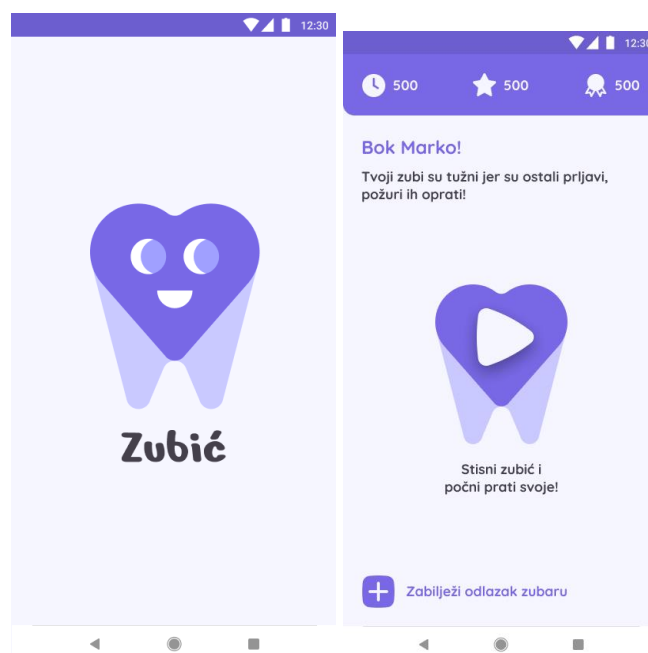 12:30
Zubić
12:30
500
500
500
Bok Marko!
Tvoji zubi su tužni jer su ostali prljavi,
požuri ih oprati!
Stisni zubić i
počni prati svoje!
Zabilježi odlazak zubaru